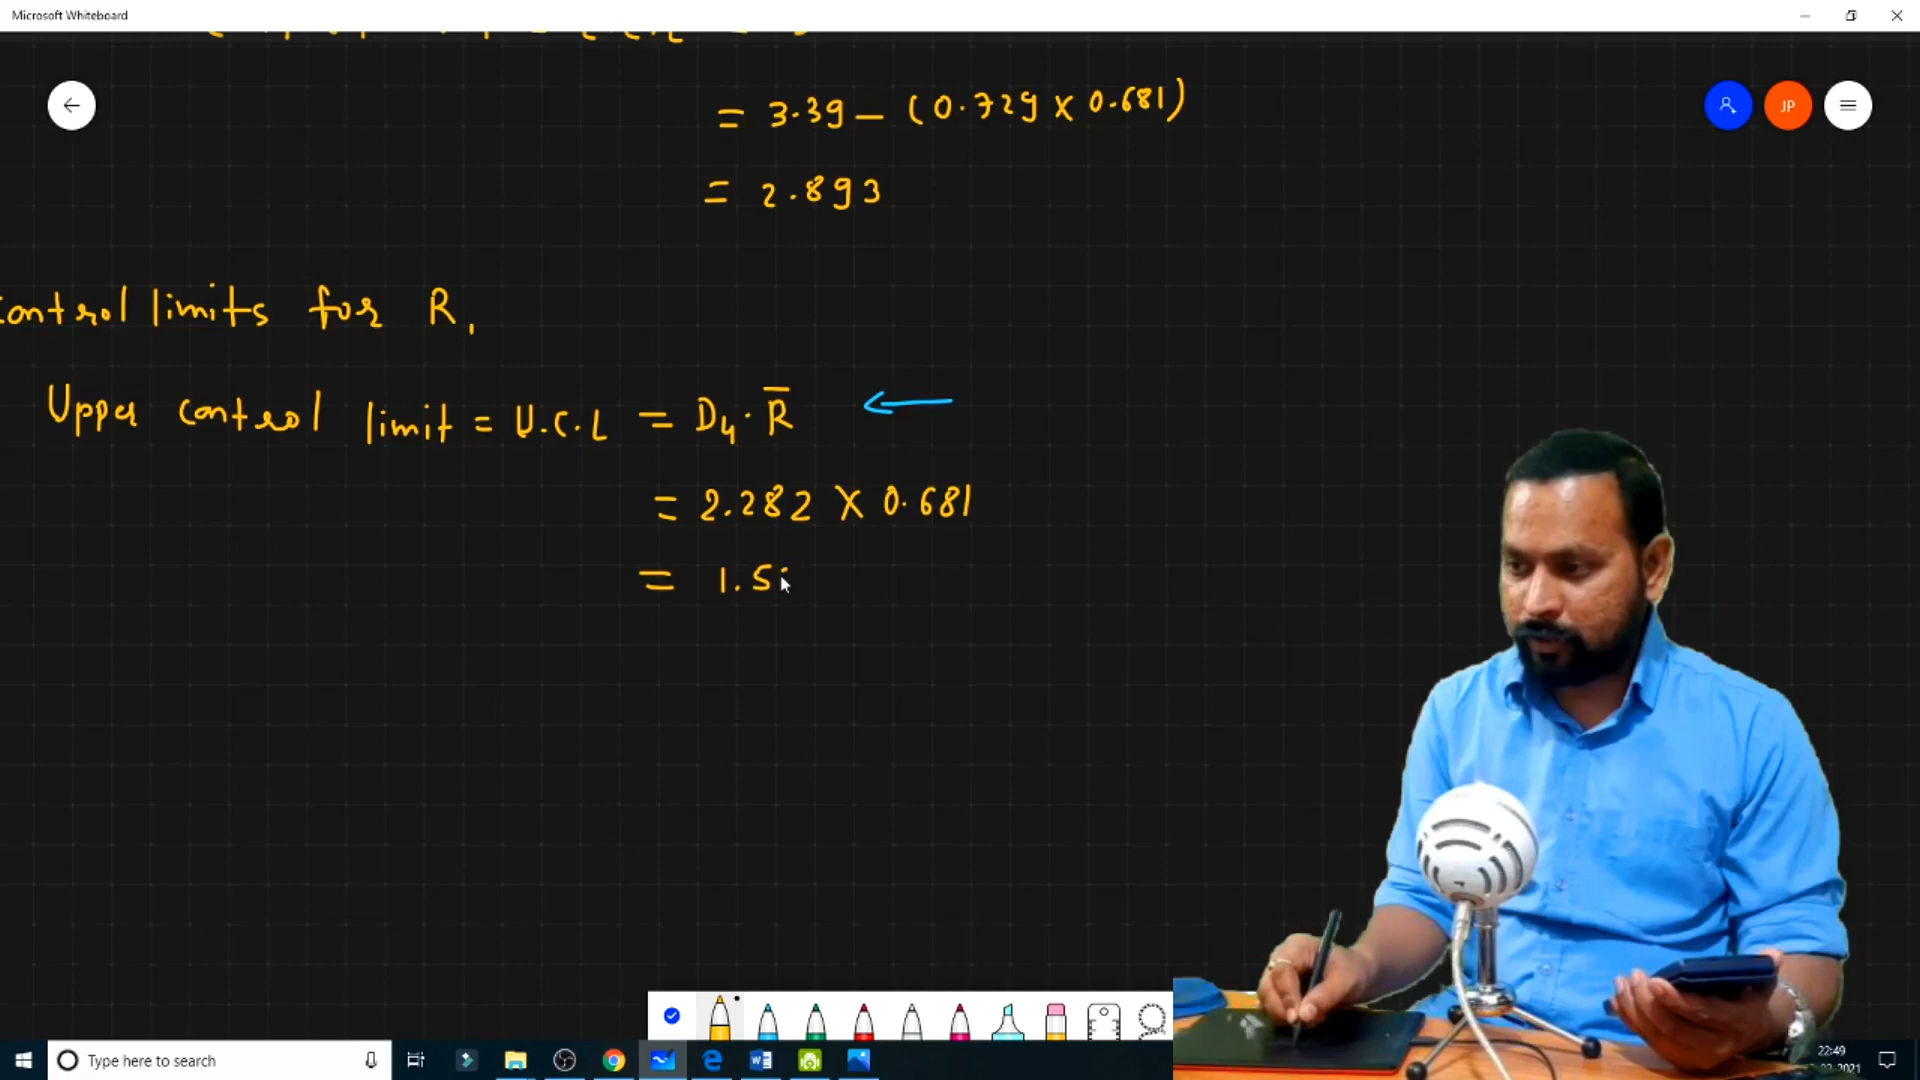 Microsoft Whiteboard
= 3.39 – (0.729 × 0.681)
JP
= 2.893
control limits for R,
Upper control limit = U.C.L = D₄·R̅
= 2.282 × 0.681
= 1.5
Type here to search
22:49